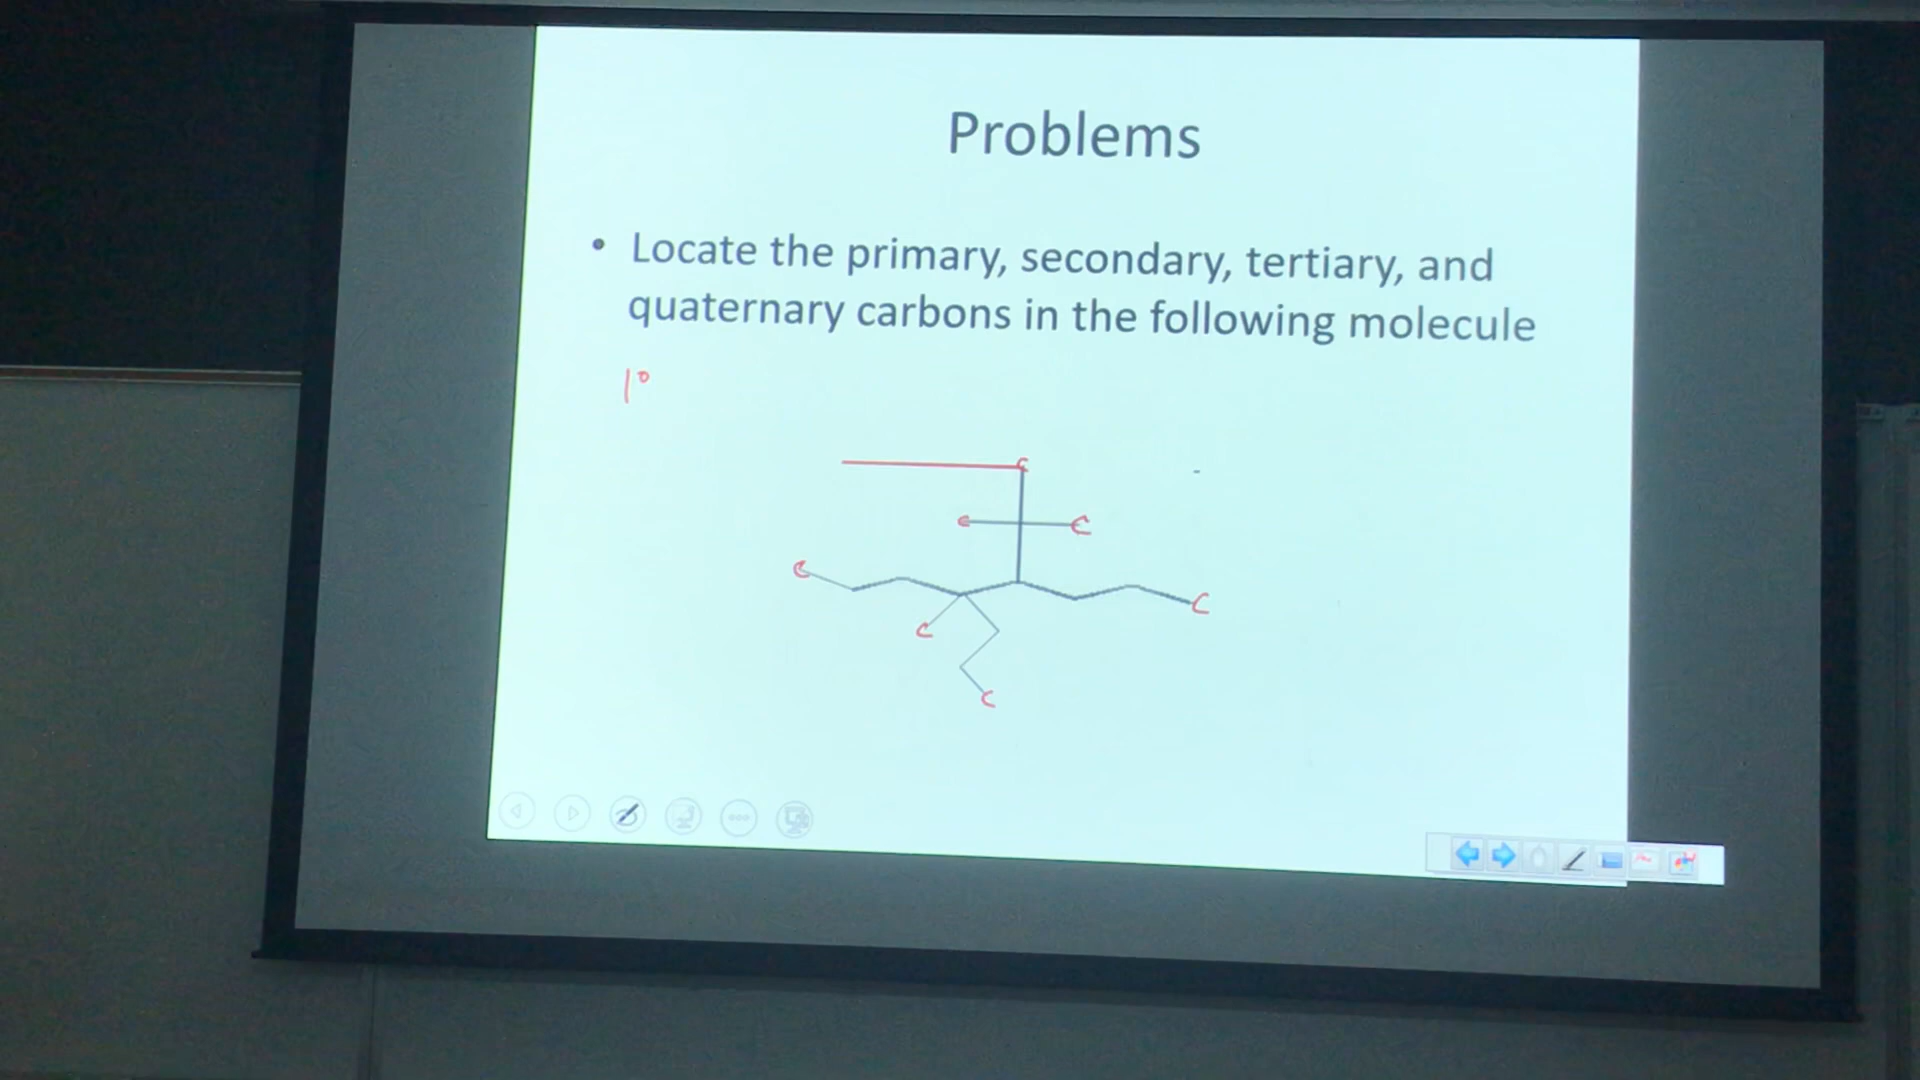 Problems
• Locate the primary, secondary, tertiary, and
quaternary carbons in the following molecule
1°
C
C C
C
C
C
C